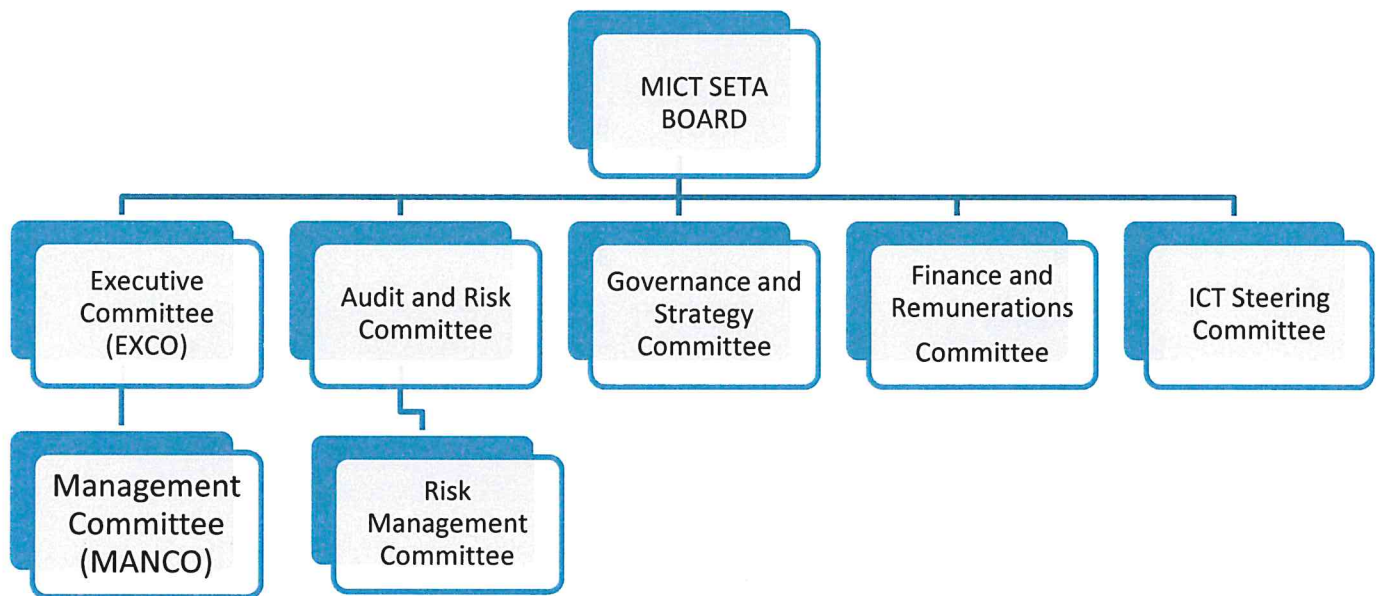 MICT SETA
BOARD
Executive
Committee
(EXCO)
Audit and Risk
Committee
Governance and
Strategy
Committee
Finance and
Remunerations
Committee
ICT Steering
Committee
Management
Committee
(MANCO)
Risk
Management
Committee